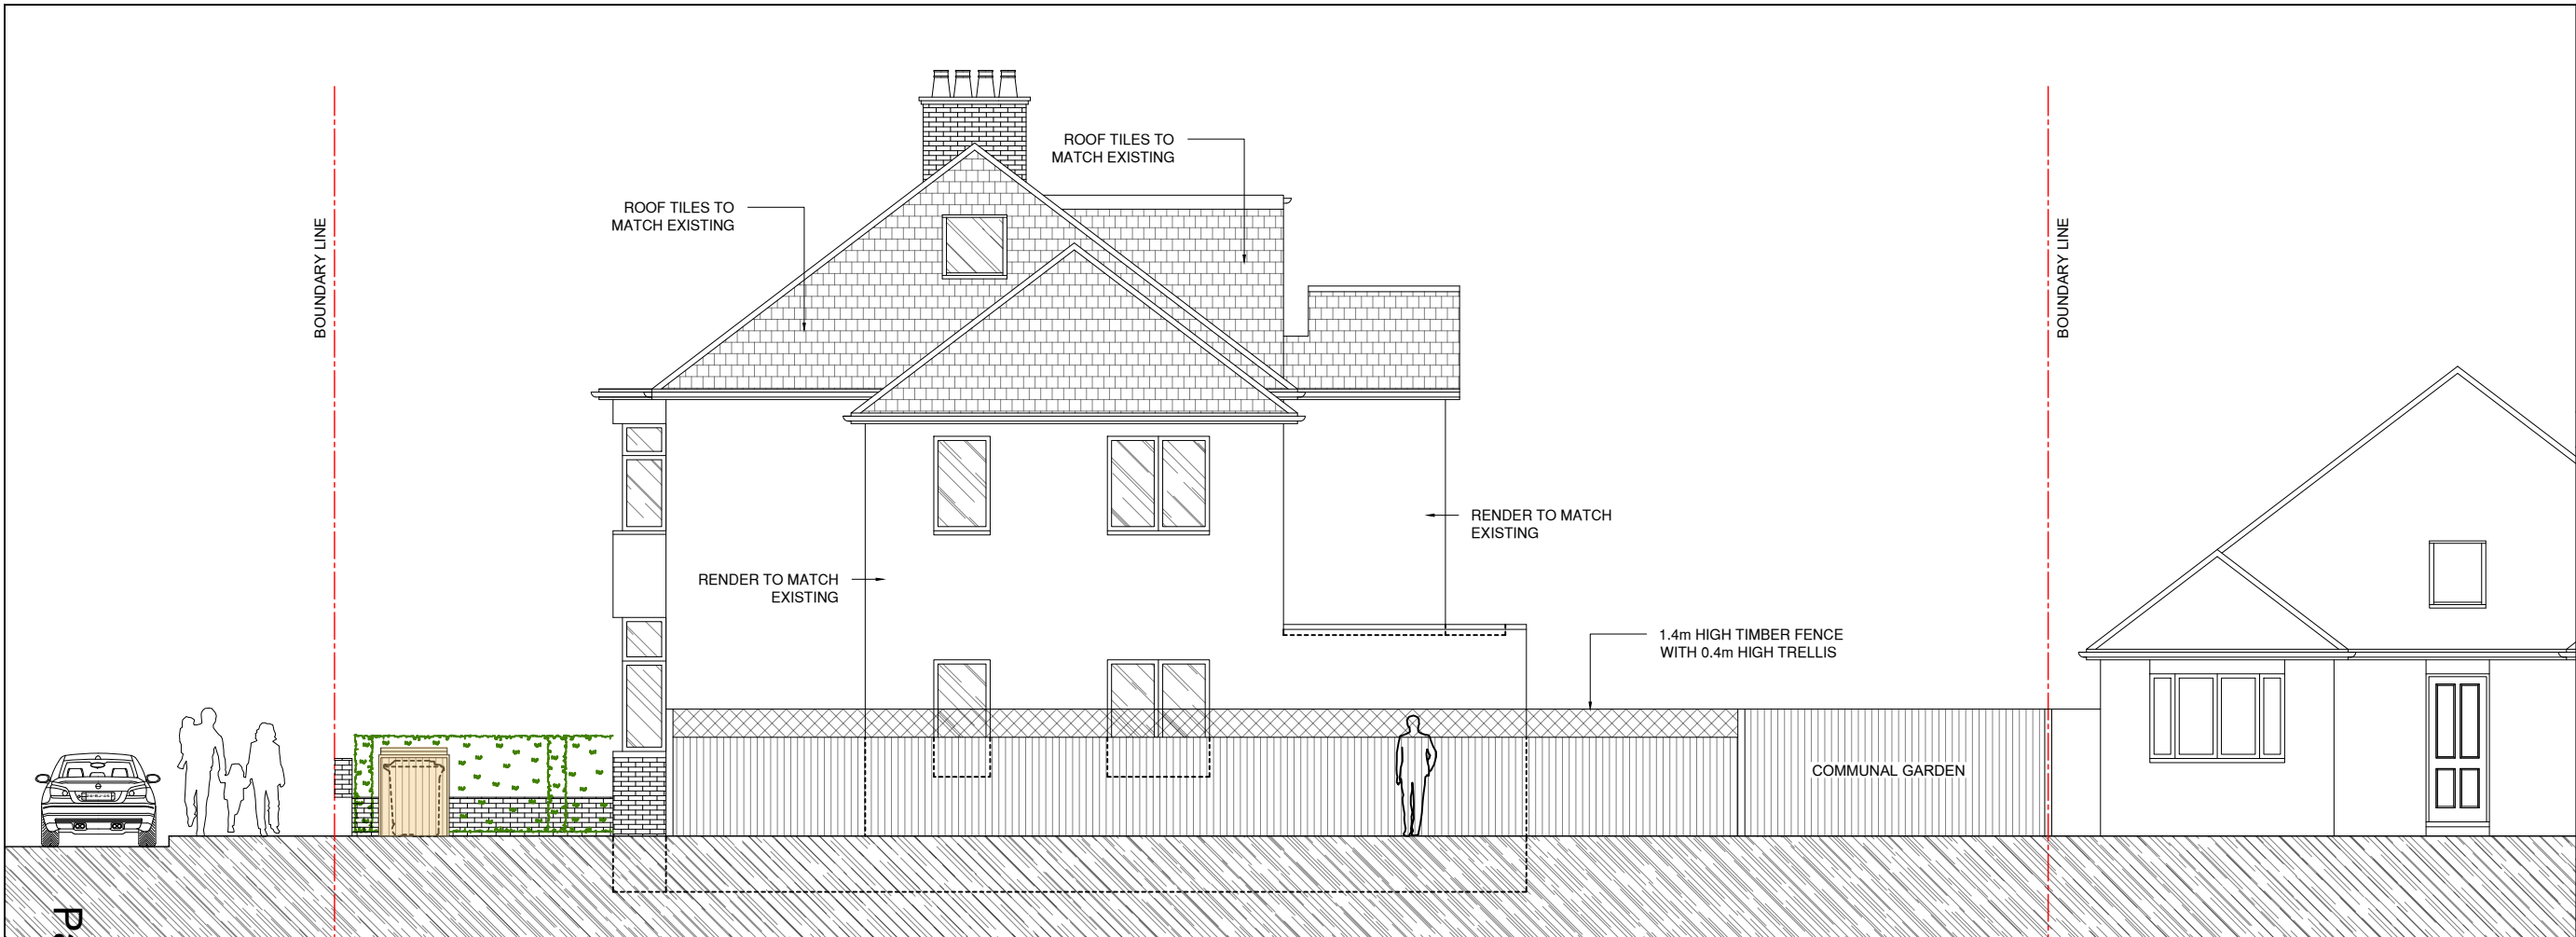 ROOF TILES TO
MATCH EXISTING
ROOF TILES TO
MATCH EXISTING
BOUNDARY LINE
BOUNDARY LINE
RENDER TO MATCH
EXISTING
RENDER TO MATCH
EXISTING
1.4m HIGH TIMBER FENCE
WITH 0.4m HIGH TRELLIS
COMMUNAL GARDEN